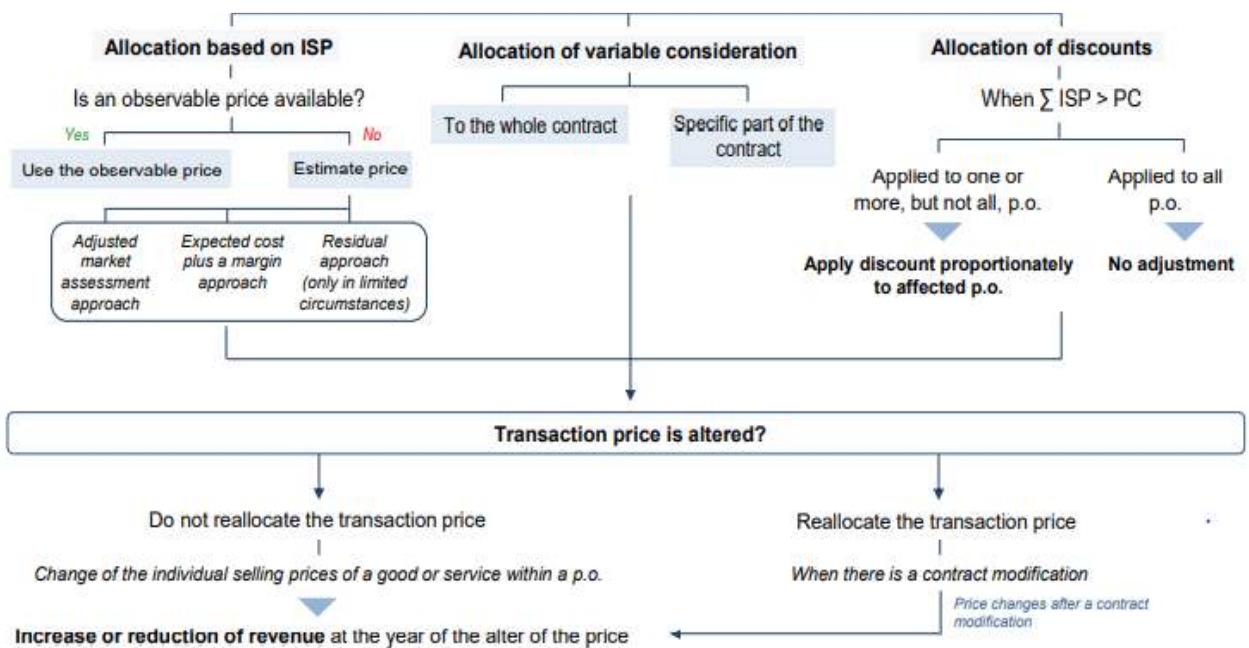 Allocation based on ISP
Is an observable price available?
Yes
No
Use the observable price
Estimate price
Adjusted
market
assessment
approach
Expected cost
plus a margin
approach
Residual
approach
(only in limited
circumstances)
Allocation of variable consideration
To the whole contract
Specific part of the
contract
Allocation of discounts
When ∑ ISP > PC
Applied to one or
more, but not all, p.o.
Apply discount proportionately
to affected p.o.
Applied to all
p.o.
No adjustment
Transaction price is altered?
Do not reallocate the transaction price
Change of the individual selling prices of a good or service within a p.o.
Increase or reduction of revenue at the year of the alter of the price
Reallocate the transaction price
When there is a contract modification
Price changes after a contract
modification